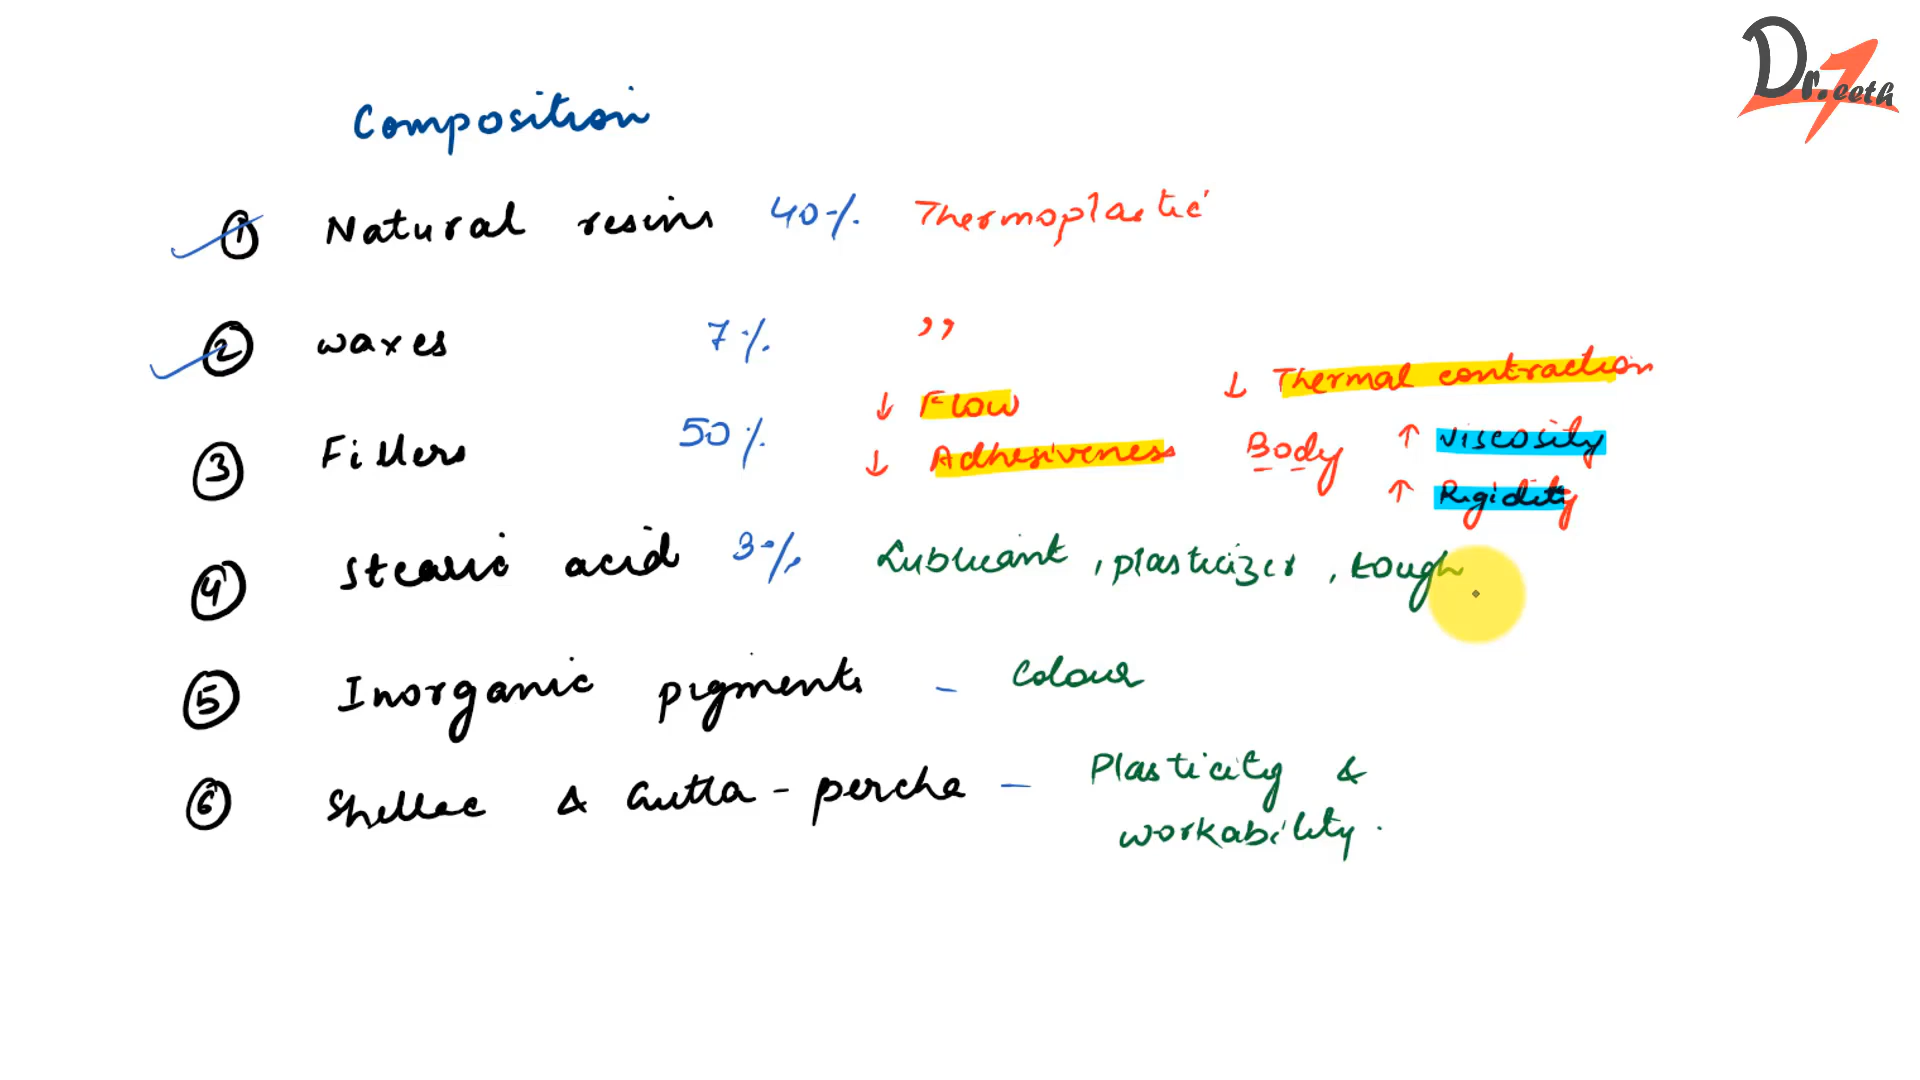 Dr.eeth
Composition
① Natural resins 40% Thermoplastic
② waxes 7% ,,
③ Fillers 50% ↓ Flow ↓ Thermal contraction
↓ Adhesiveness Body ↑ viscosity
↑ Rigidity
④ Stearic acid 3% Lubricant, plasticizer, tough
⑤ Inorganic pigments - Colour
⑥ Shellac & Gutta-percha - Plasticity &
workability.